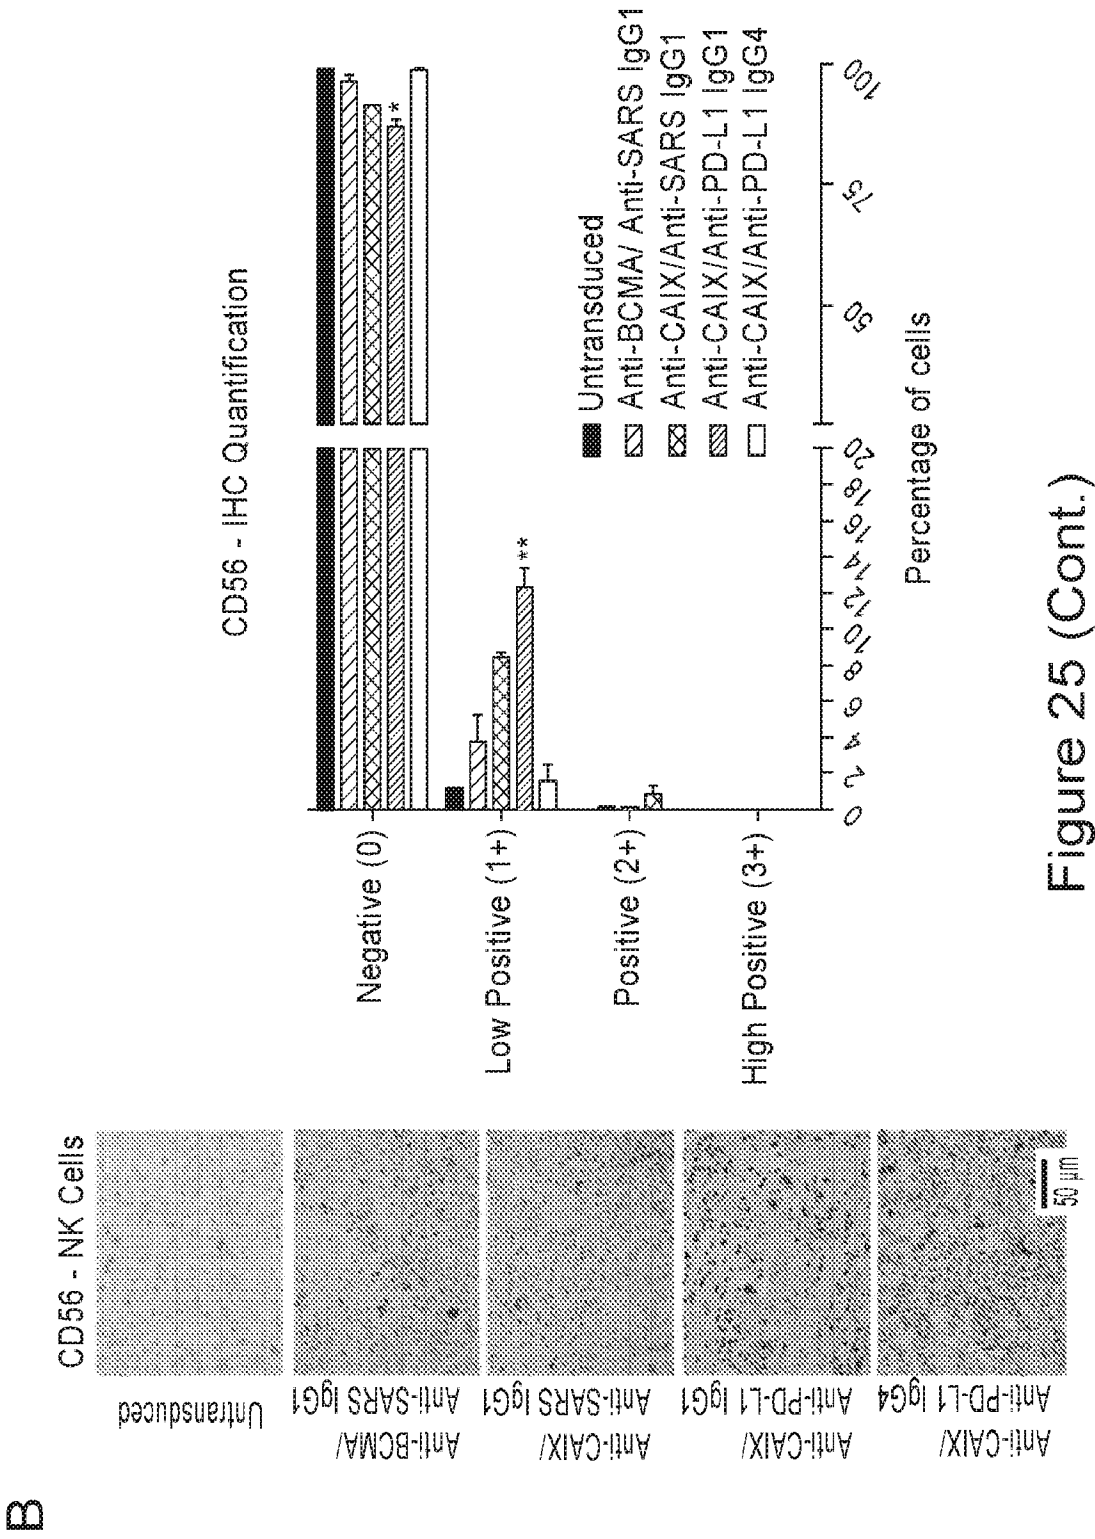 B
CD56 - NK Cells
Untransduced
Anti-BCMA/
Anti-SARS IgG1
Anti-CAIX/
Anti-SARS IgG1
Anti-CAIX/
Anti-PD-L1 IgG1
Anti-CAIX/
Anti-PD-L1 IgG4
50 µm
CD56 - IHC Quantification
Negative (0)
Low Positive (1+)
Positive (2+)
High Positive (3+)
*
**
Untransduced
Anti-BCMA/ Anti-SARS IgG1
Anti-CAIX/Anti-SARS IgG1
Anti-CAIX/Anti-PD-L1 IgG1
Anti-CAIX/Anti-PD-L1 IgG4
0 2 4 6 8 10 12 14 16 18 20 50 75 100
Percentage of cells
Figure 25 (Cont.)